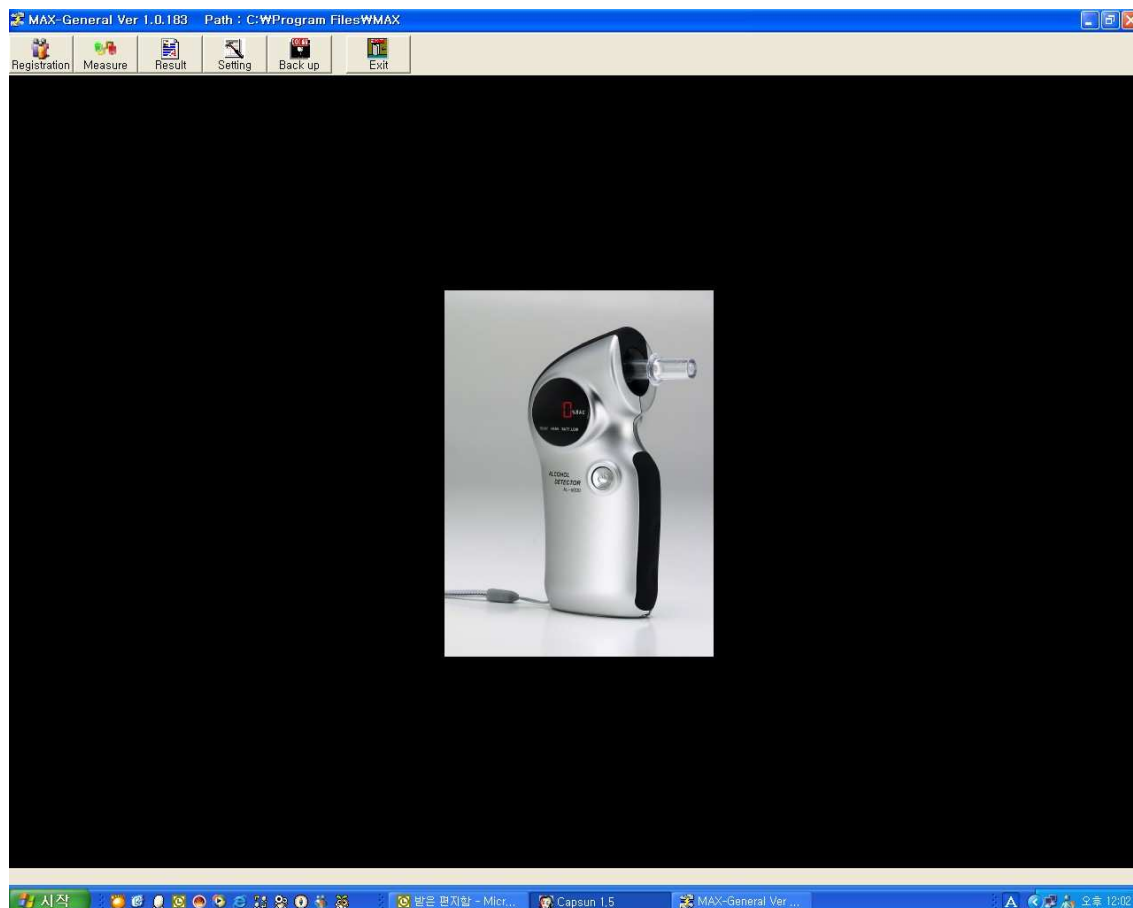 MAX-General Ver 1.0.183 Path : C:₩Program Files₩MAX
Registration Measure Result Setting Back up Exit
%BAC
ALCOHOL
DETECTOR
시작 받은 편지함 - Micr... Capsun 1,5 MAX-General Ver ... A 오후 12:02